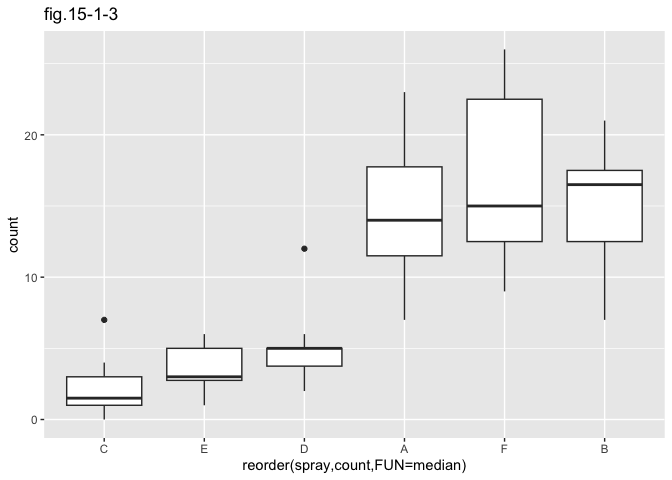 fig.15-1-3
count
20
10
0
C E D A F B
reorder(spray,count,FUN=median)